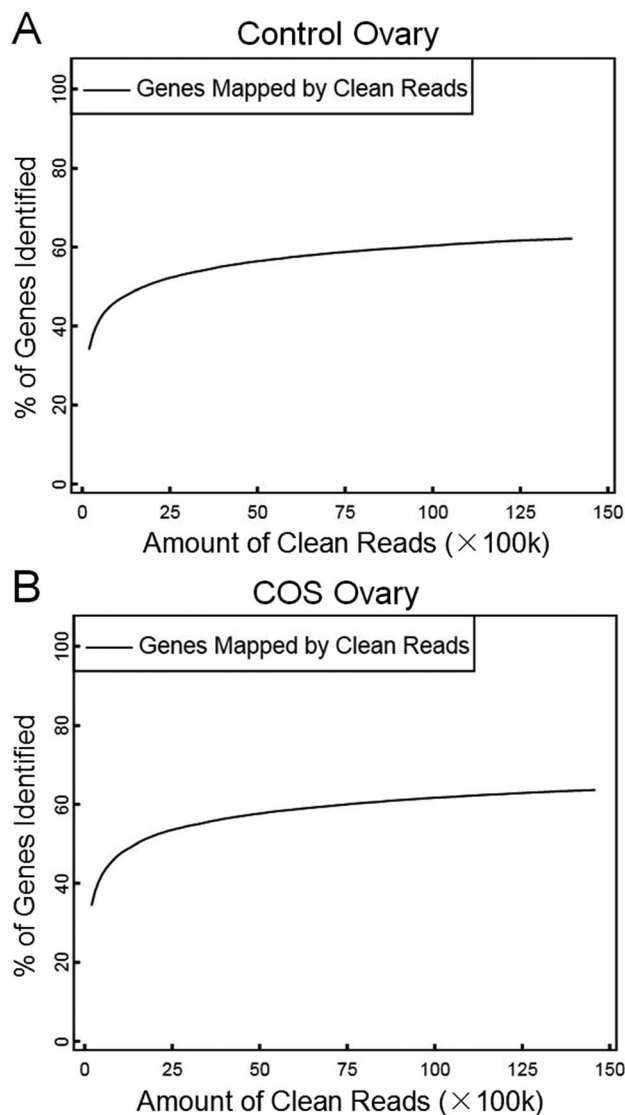 A
Control Ovary
Genes Mapped by Clean Reads
% of Genes Identified
100
80
60
40
20
0
0 25 50 75 100 125 150
Amount of Clean Reads (×100k)
B
COS Ovary
Genes Mapped by Clean Reads
% of Genes Identified
100
80
60
40
20
0
0 25 50 75 100 125 150
Amount of Clean Reads (×100k)